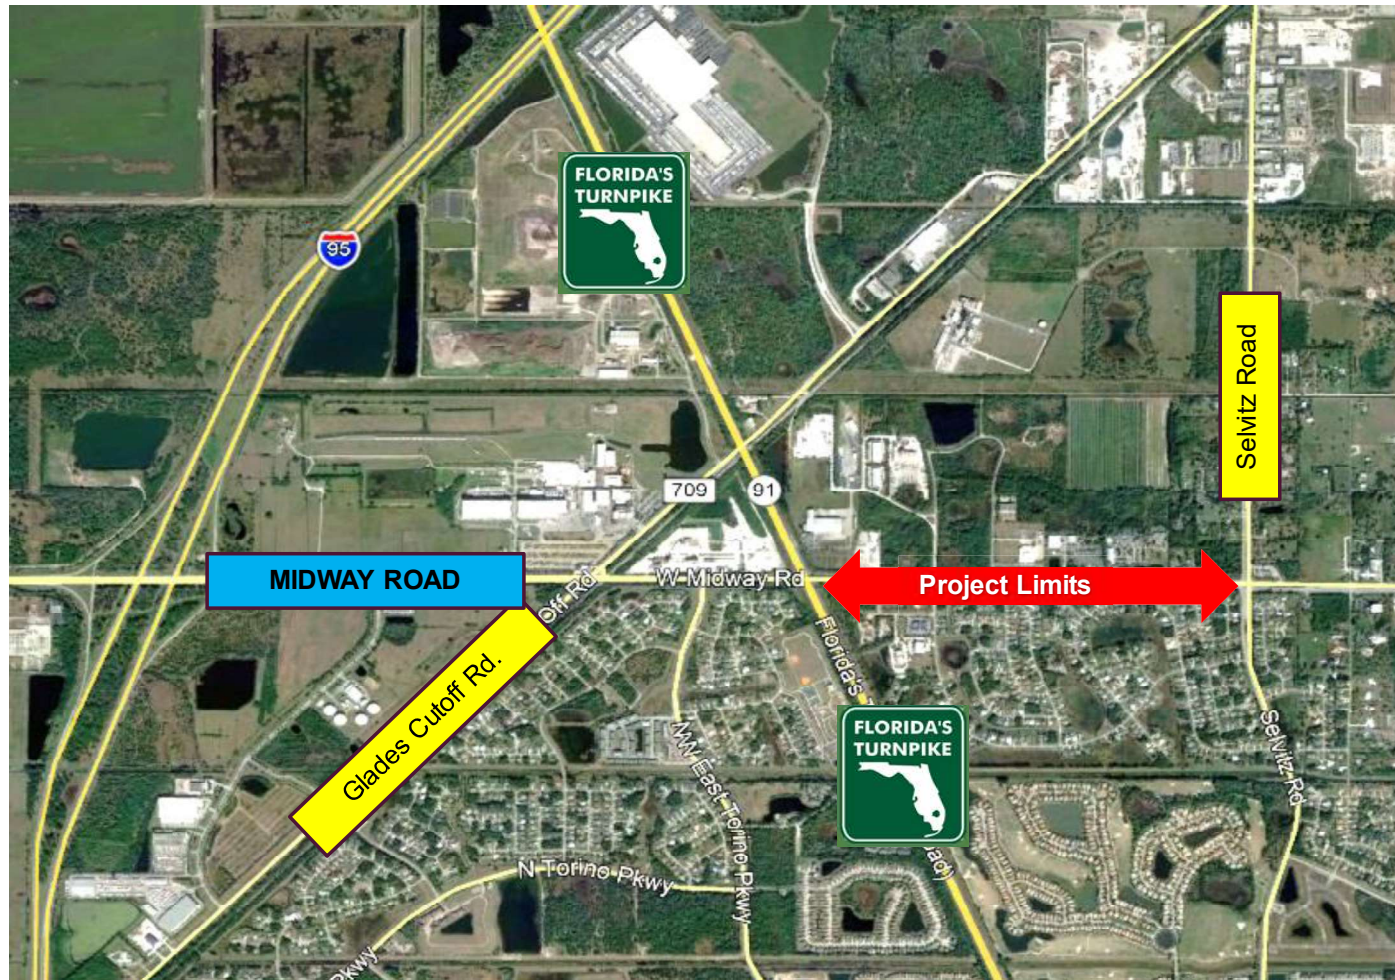 FLORIDA'S
TURNPIKE
95
Selvitz Road
709
91
MIDWAY ROAD
W Midway Rd
Project Limits
Off Rd
Glades Cutoff Rd.
Florida's
FLORIDA'S
TURNPIKE
NW East Torino Pkwy
Selvitz Rd
N Torino Pkwy
Pkwy